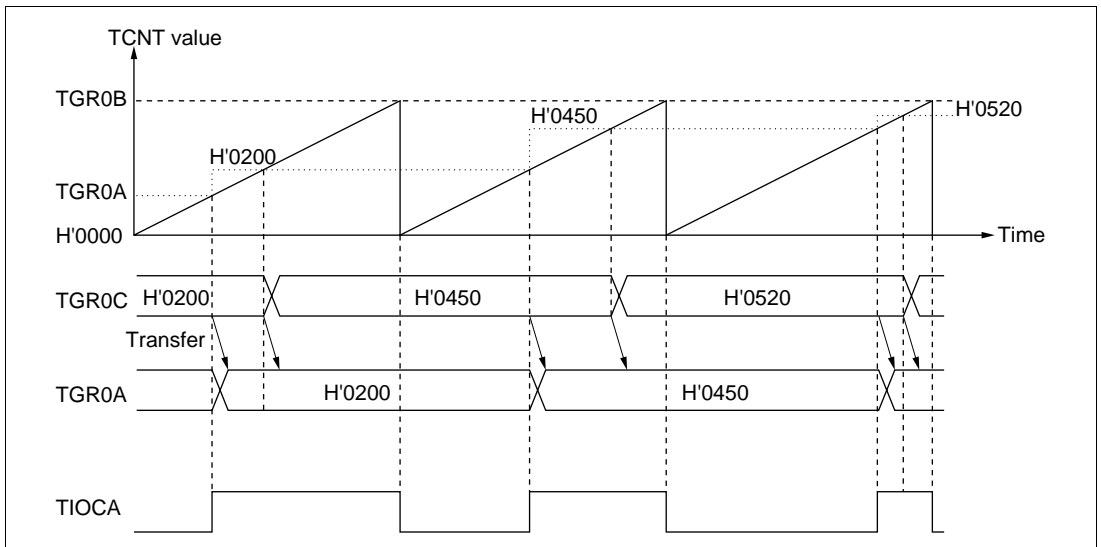 TCNT value
TGR0B
H'0520
H'0450
H'0200
TGR0A
H'0000
Time
TGR0C
H'0200
H'0450
H'0520
Transfer
TGR0A
H'0200
H'0450
TIOCA